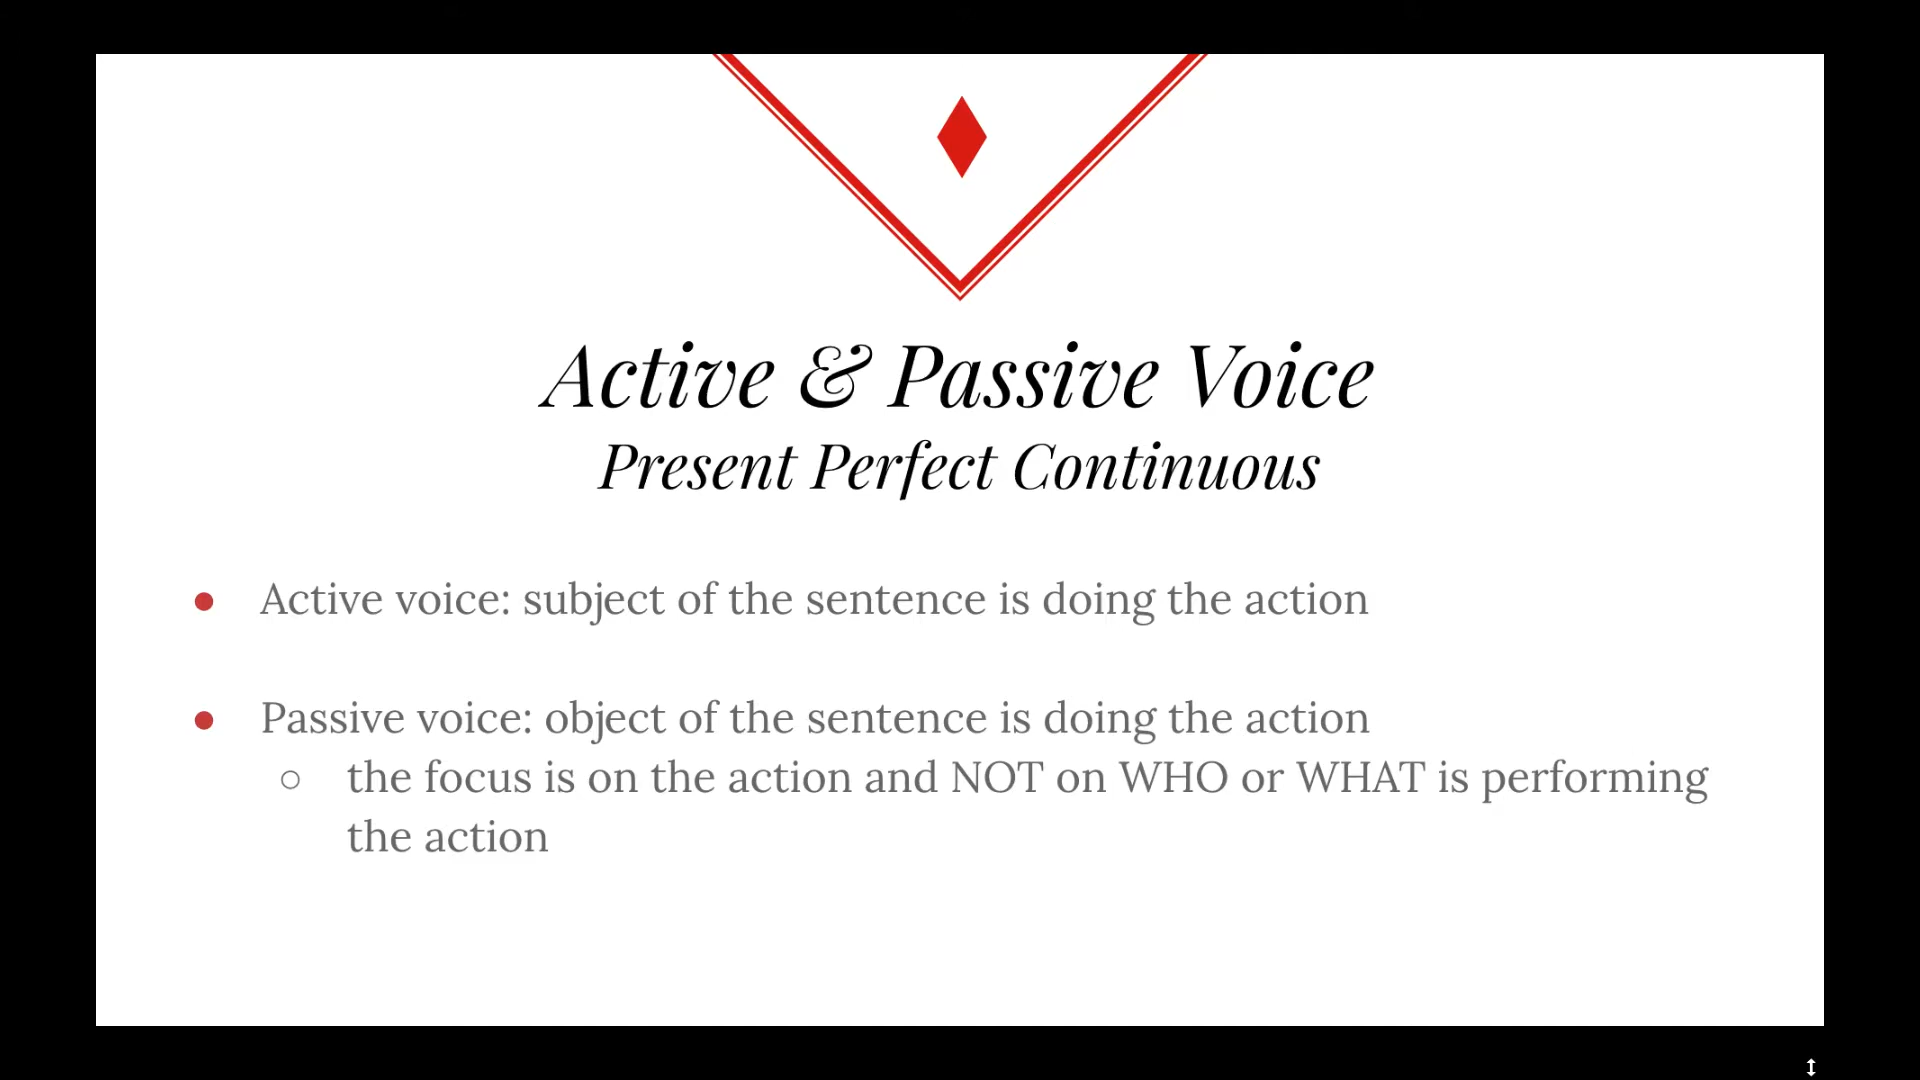 Active & Passive Voice
Present Perfect Continuous
● Active voice: subject of the sentence is doing the action
● Passive voice: object of the sentence is doing the action
○ the focus is on the action and NOT on WHO or WHAT is performing
the action